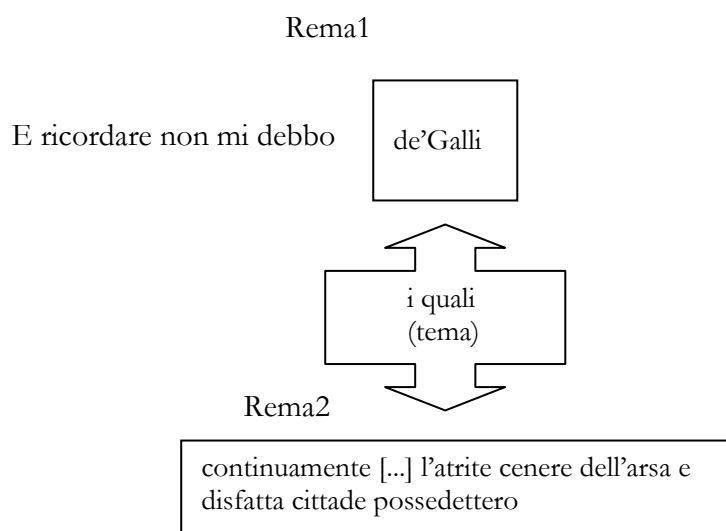 Rema1
E ricordare non mi debbo
de’Galli
i quali
(tema)
Rema2
continuamente [...] l’atrite cenere dell’arsa e
disfatta cittade possedettero